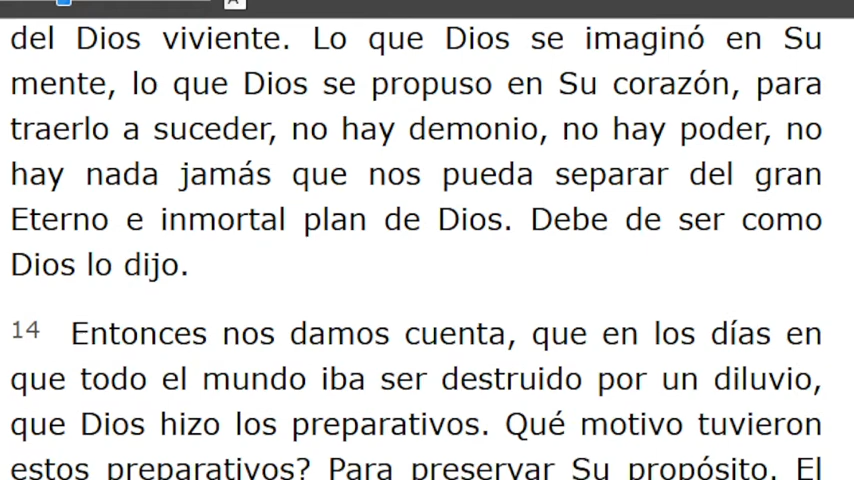 del Dios viviente. Lo que Dios se imaginó en Su
mente, lo que Dios se propuso en Su corazón, para
traerlo a suceder, no hay demonio, no hay poder, no
hay nada jamás que nos pueda separar del gran
Eterno e inmortal plan de Dios. Debe de ser como
Dios lo dijo.
14 Entonces nos damos cuenta, que en los días en
que todo el mundo iba ser destruido por un diluvio,
que Dios hizo los preparativos. Qué motivo tuvieron
estos preparativos? Para preservar Su propósito. El